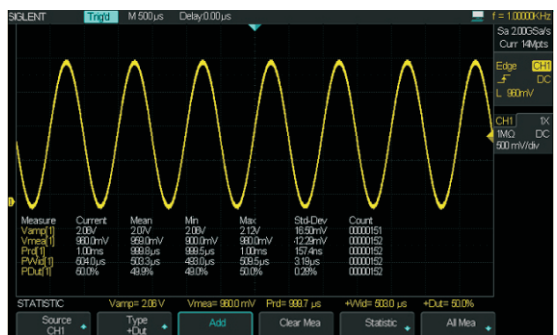 SIGLENT Trig'd M 500µs Delay:0.00µs f = 1.00000KHz
Sa 2.00GSa/s
Curr 14Mpts
Edge CH1
DC
L 960mV
CH1 1X
1MΩ DC
500 mV/div
Measure Current Mean Min Max Std-Dev Count
Vamp[1] 2.06V 2.07V 2.06V 2.12V 16.50mV 00000151
Vmea[1] 960.0mV 959.0mV 900.0mV 980.0mV -12.29mV 00000152
Prd[1] 1.00ms 999.8µs 999.5µs 1.00ms 157.4ns 00000152
PWid[1] 504.0µs 503.3µs 493.0µs 509.5µs 3.19µs 00000152
PDut[1] 50.0% 49.9% 49.0% 50.0% 0.28% 00000152
STATISTIC Vamp= 2.06 V Vmea= 960.0 mV Prd= 999.7 µs +Wid= 503.0 µs +Dut= 50.0%
Source
CH1
Type
+Dut
Add
Clear Mea
Statistic
All Mea